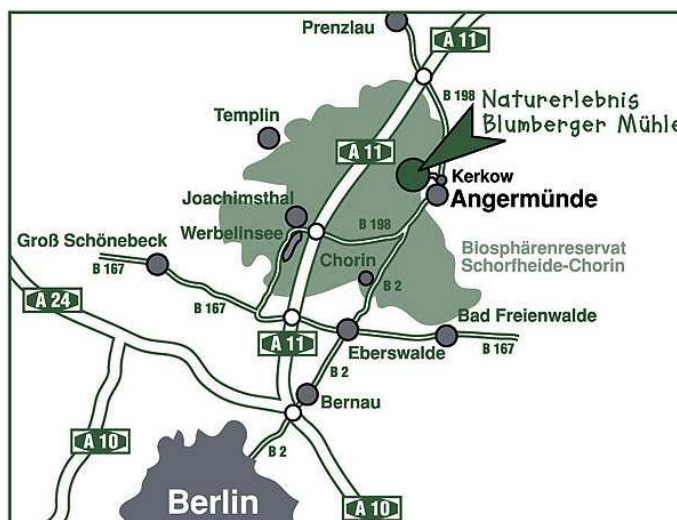 Prenzlau
A 11
B 198
Naturerlebnis
Blumberger Mühle
Templin
A 11
Kerkow
Angermünde
Joachimsthal
Werbelinsee
B 198
Groß Schönebeck
B 167
Biosphärenreservat
Schorfheide-Chorin
Chorin
B 2
A 24
B 167
Bad Freienwalde
A 11
Eberswalde
B 167
B 2
Bernau
A 10
B 2
Berlin
A 10